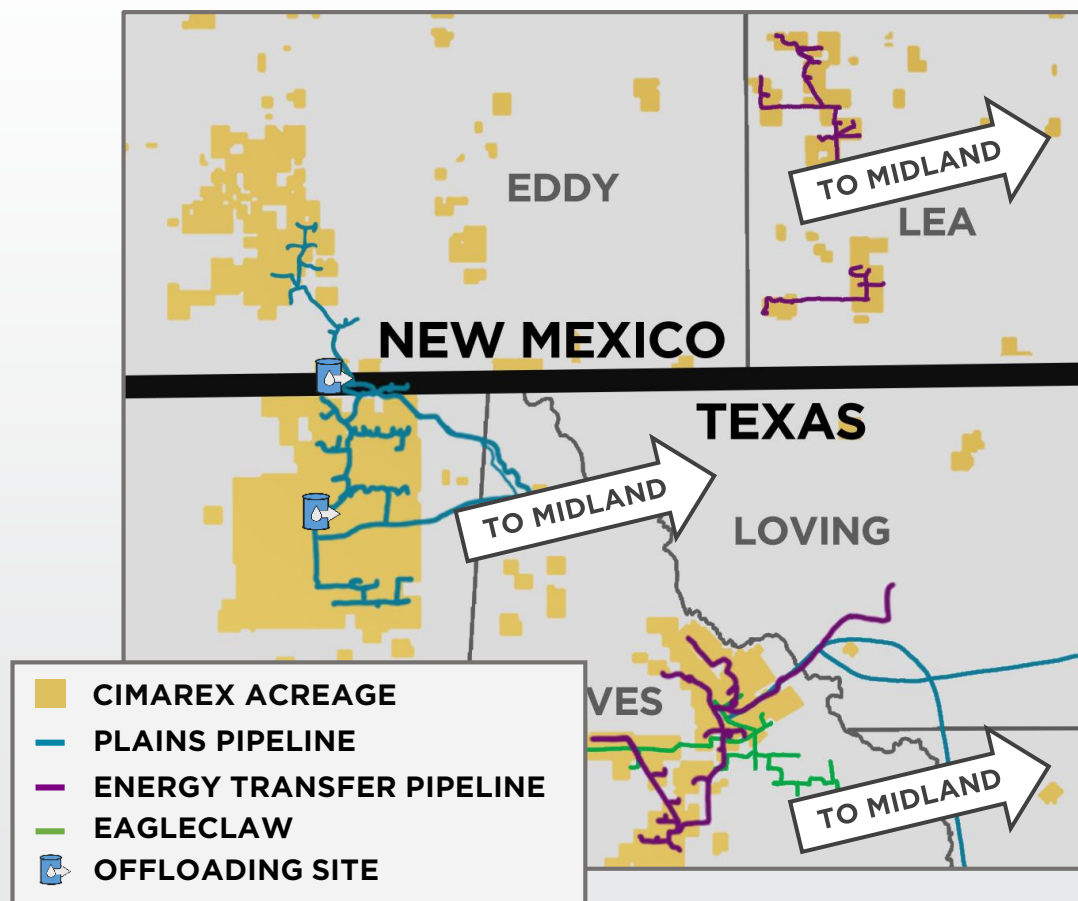 EDDY
TO MIDLAND
LEA
NEW MEXICO
TEXAS
TO MIDLAND
LOVING
VES
TO MIDLAND
CIMAREX ACREAGE
PLAINS PIPELINE
ENERGY TRANSFER PIPELINE
EAGLECLAW
OFFLOADING SITE